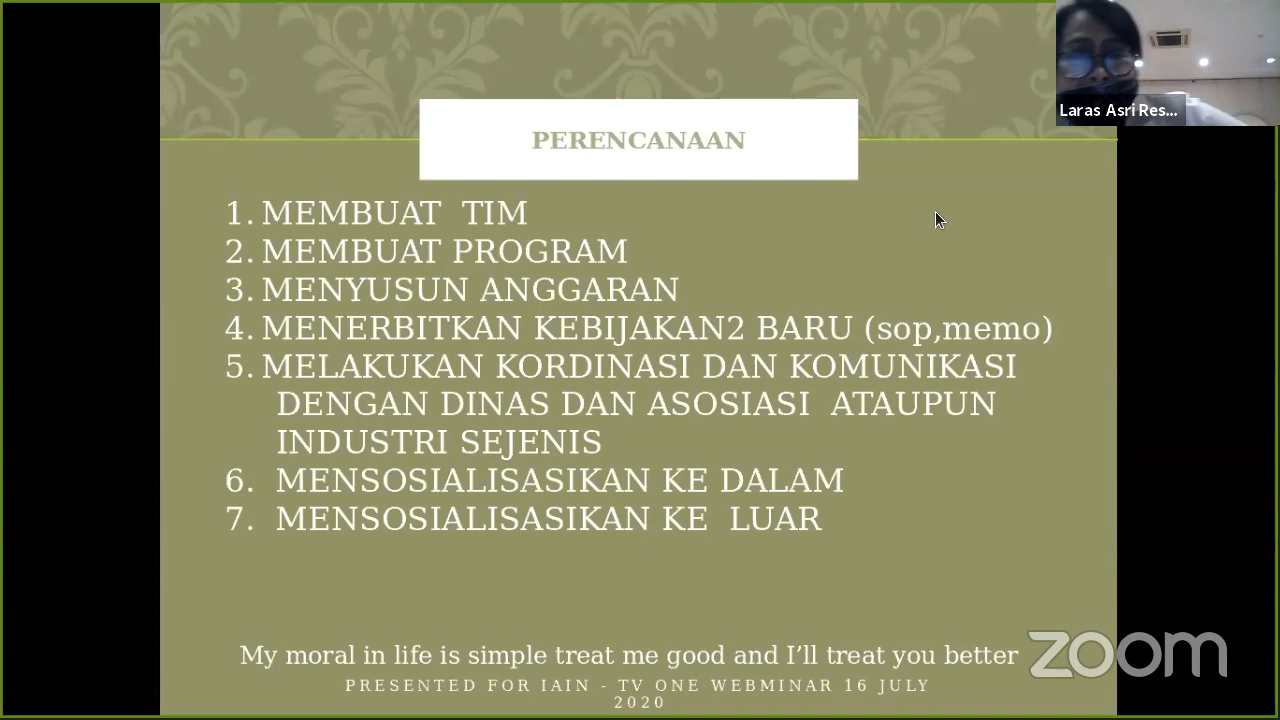 Laras Asri Res...
PERENCANAAN
1. MEMBUAT TIM
2. MEMBUAT PROGRAM
3. MENYUSUN ANGGARAN
4. MENERBITKAN KEBIJAKAN2 BARU (sop,memo)
5. MELAKUKAN KORDINASI DAN KOMUNIKASI
DENGAN DINAS DAN ASOSIASI ATAUPUN
INDUSTRI SEJENIS
6. MENSOSIALISASIKAN KE DALAM
7. MENSOSIALISASIKAN KE LUAR
My moral in life is simple treat me good and I’ll treat you better
PRESENTED FOR IAIN - TV ONE WEBMINAR 16 JULY
2020
zoom